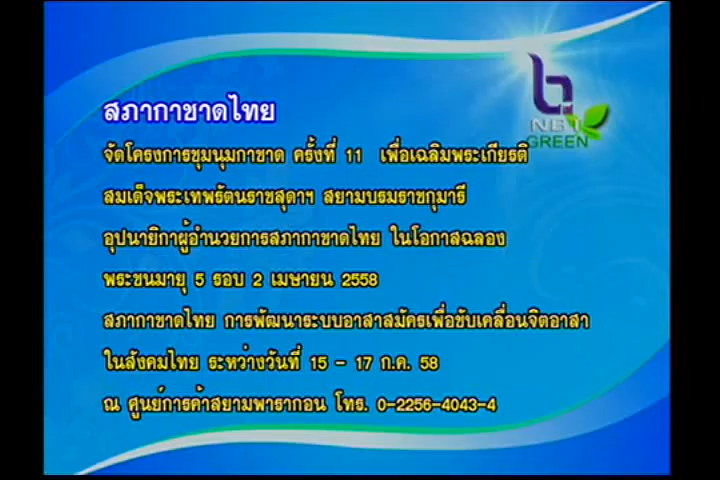 NBT
GREEN
สภากาชาดไทย
จัดโครงการชุมนุมกาชาด ครั้งที่ 11 เพื่อเฉลิมพระเกียรติ
สมเด็จพระเทพรัตนราชสุดาฯ สยามบรมราชกุมารี
อุปนายิกาผู้อำนวยการสภากาชาดไทย ในโอกาสฉลอง
พระชนมายุ 5 รอบ 2 เมษายน 2558
สภากาชาดไทย การพัฒนาระบบอาสาสมัครเพื่อขับเคลื่อนจิตอาสา
ในสังคมไทย ระหว่างวันที่ 15 - 17 ก.ค. 58
ณ ศูนย์การค้าสยามพารากอน โทร. 0-2256-4043-4